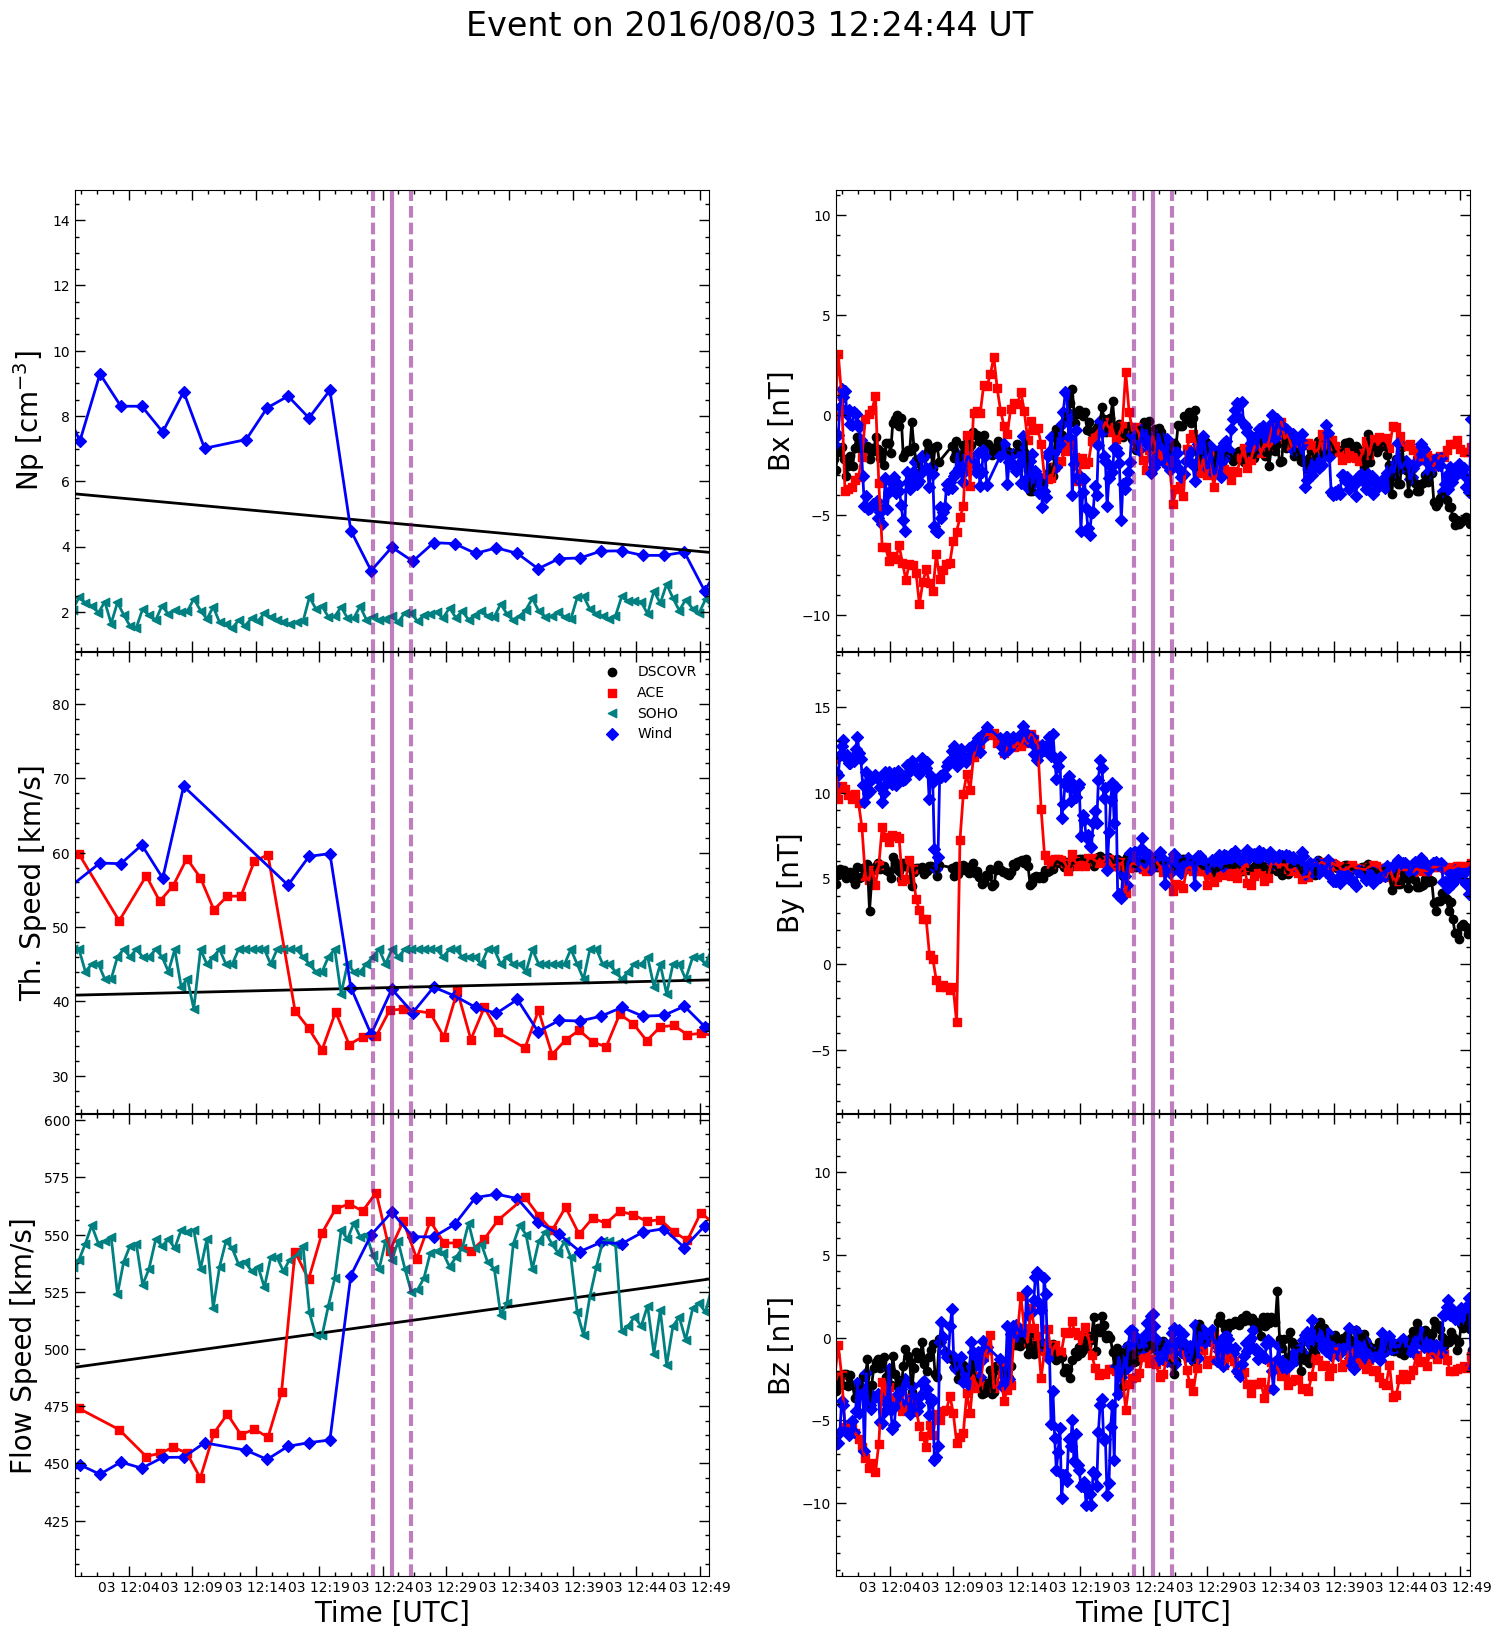 Event on 2016/08/03 12:24:44 UT
Np [cm⁻³]
14
12
10
8
6
4
2
Bx [nT]
10
5
0
−5
−10
Th. Speed [km/s]
80
70
60
50
40
30
DSCOVR
ACE
SOHO
Wind
By [nT]
15
10
5
0
−5
Flow Speed [km/s]
600
575
550
525
500
475
450
425
03 12:04 03 12:09 03 12:14 03 12:19 03 12:24 03 12:29 03 12:34 03 12:39 03 12:44 03 12:49
Time [UTC]
Bz [nT]
10
5
0
−5
−10
03 12:04 03 12:09 03 12:14 03 12:19 03 12:24 03 12:29 03 12:34 03 12:39 03 12:44 03 12:49
Time [UTC]